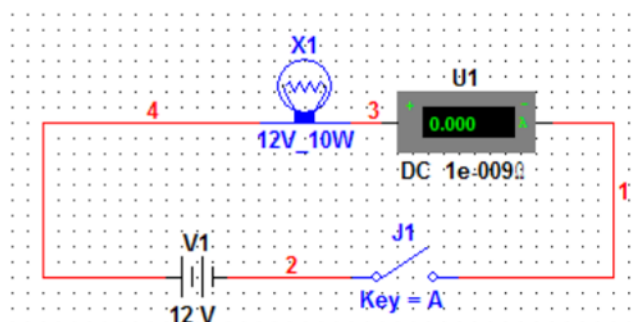 X1
U1
4
3
+
-
0.000
A
12V_10W
DC 1e-009Ω
1
V1
J1
2
Key = A
12 V